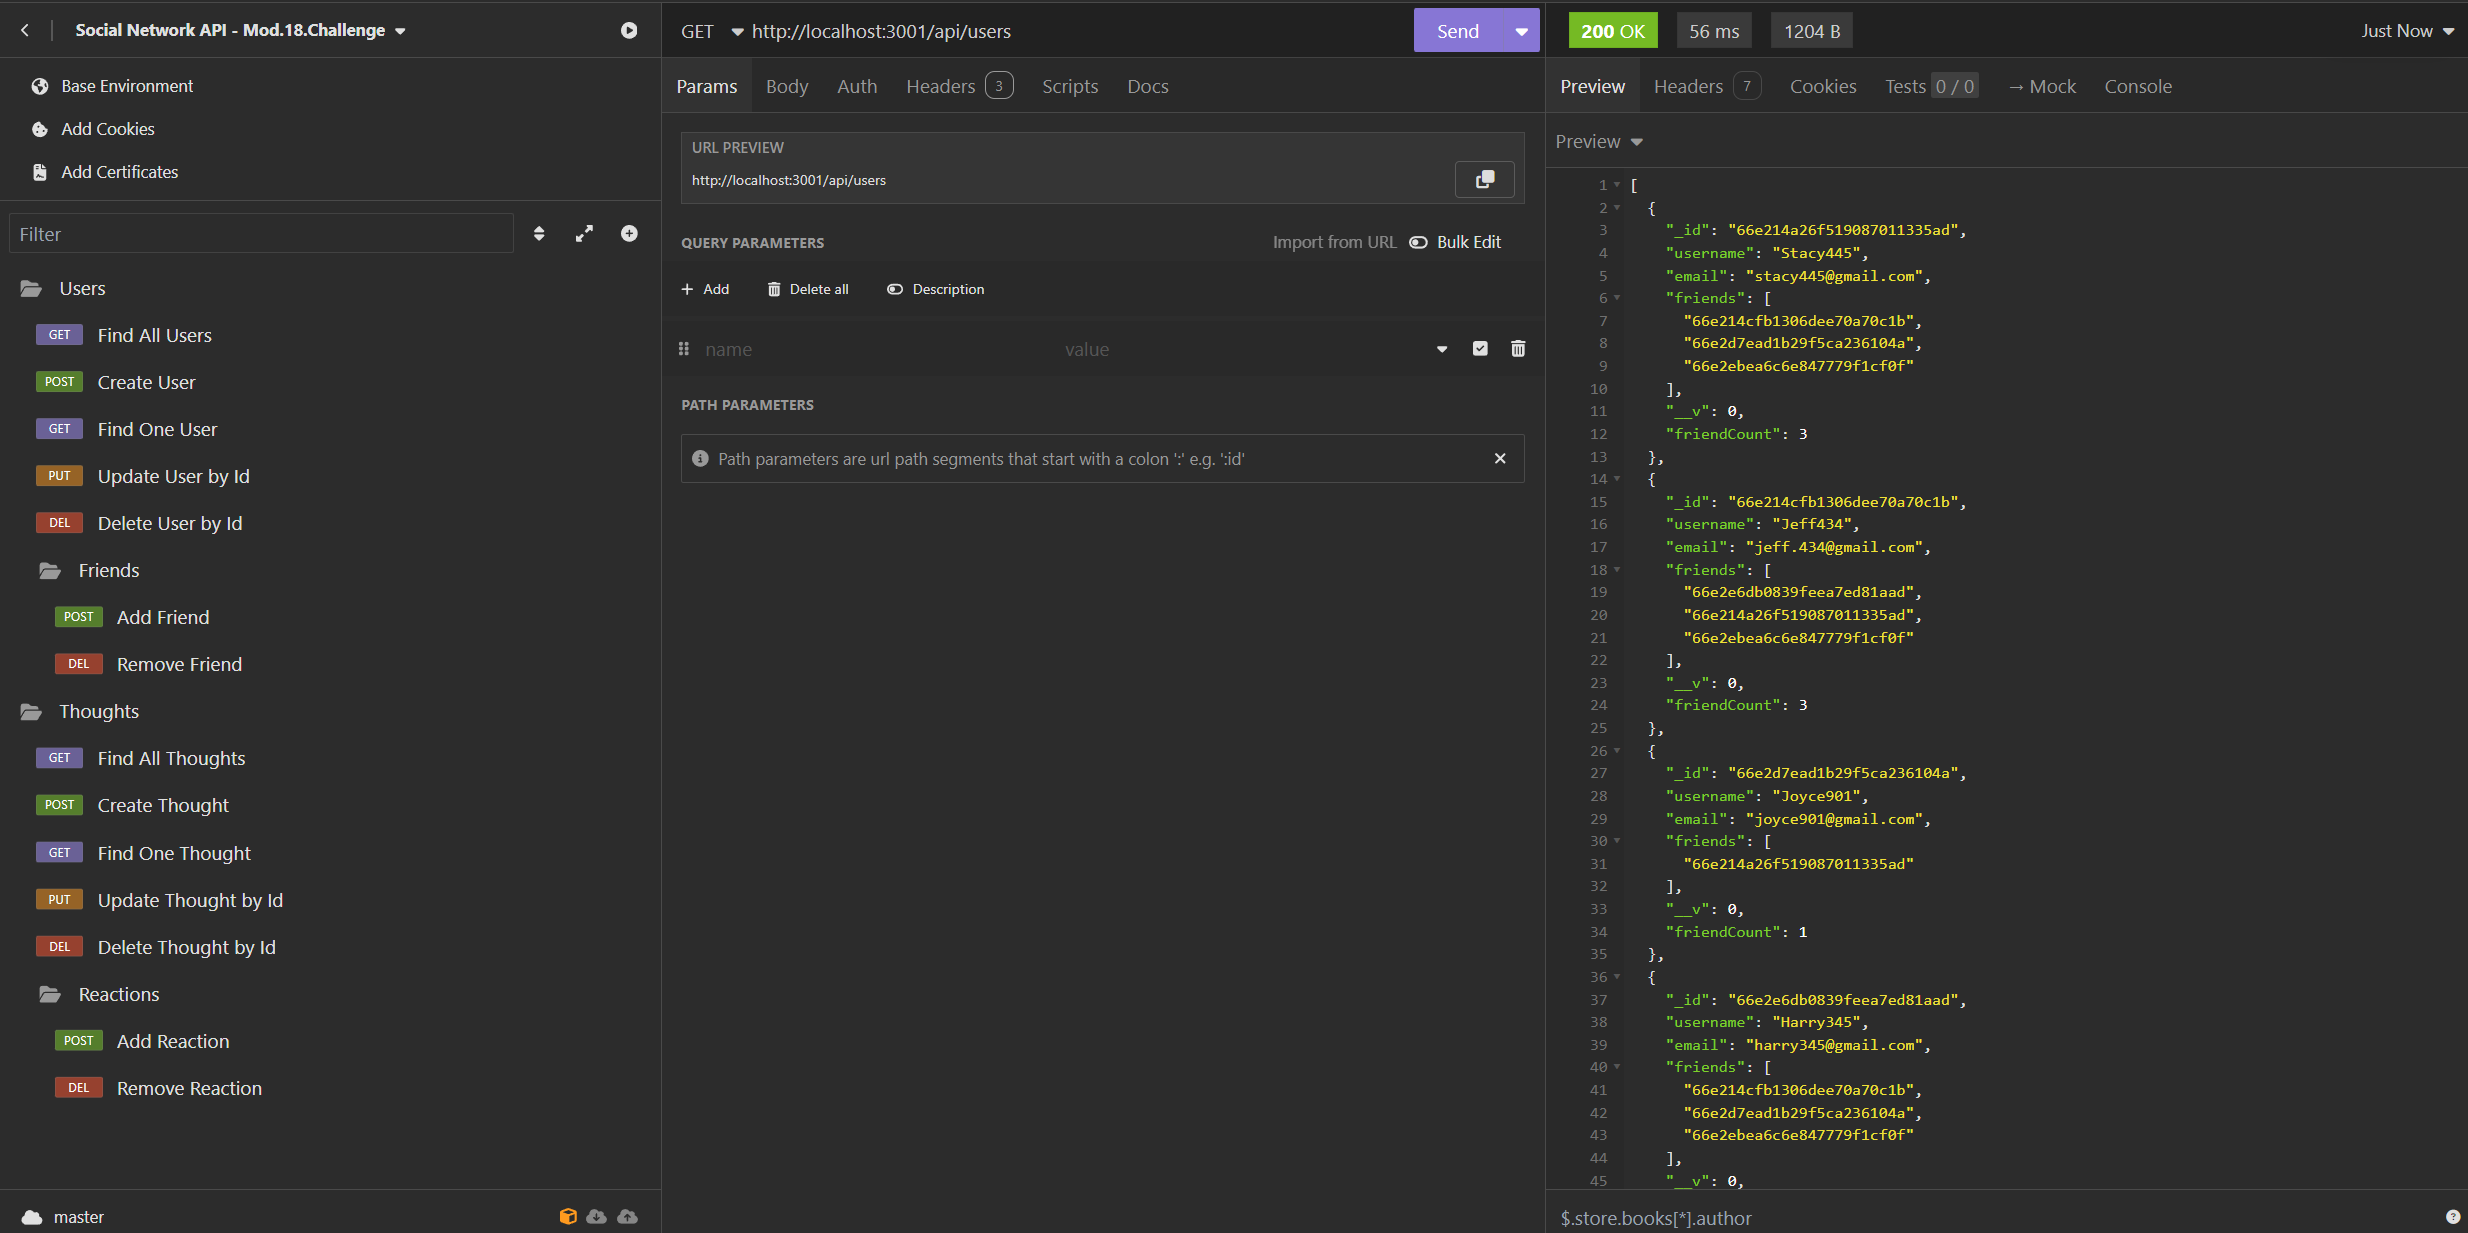 Social Network API - Mod.18.Challenge
Base Environment
Add Cookies
Add Certificates
Filter
Users
GET Find All Users
POST Create User
GET Find One User
PUT Update User by Id
DEL Delete User by Id
Friends
POST Add Friend
DEL Remove Friend
Thoughts
GET Find All Thoughts
POST Create Thought
GET Find One Thought
PUT Update Thought by Id
DEL Delete Thought by Id
Reactions
POST Add Reaction
DEL Remove Reaction
master
GET http://localhost:3001/api/users Send
Params Body Auth Headers 3 Scripts Docs
URL PREVIEW
http://localhost:3001/api/users
QUERY PARAMETERS Import from URL Bulk Edit
+ Add Delete all Description
name value
PATH PARAMETERS
Path parameters are url path segments that start with a colon ':' e.g. ':id'
200 OK 56 ms 1204 B Just Now
Preview Headers 7 Cookies Tests 0 / 0 → Mock Console
Preview
1 [
2 {
3 "_id": "66e214a26f519087011335ad",
4 "username": "Stacy445",
5 "email": "stacy445@gmail.com",
6 "friends": [
7 "66e214cfb1306dee70a70c1b",
8 "66e2d7ead1b29f5ca236104a",
9 "66e2ebea6c6e847779f1cf0f"
10 ],
11 "__v": 0,
12 "friendCount": 3
13 },
14 {
15 "_id": "66e214cfb1306dee70a70c1b",
16 "username": "Jeff434",
17 "email": "jeff.434@gmail.com",
18 "friends": [
19 "66e2e6db0839feea7ed81aad",
20 "66e214a26f519087011335ad",
21 "66e2ebea6c6e847779f1cf0f"
22 ],
23 "__v": 0,
24 "friendCount": 3
25 },
26 {
27 "_id": "66e2d7ead1b29f5ca236104a",
28 "username": "Joyce901",
29 "email": "joyce901@gmail.com",
30 "friends": [
31 "66e214a26f519087011335ad"
32 ],
33 "__v": 0,
34 "friendCount": 1
35 },
36 {
37 "_id": "66e2e6db0839feea7ed81aad",
38 "username": "Harry345",
39 "email": "harry345@gmail.com",
40 "friends": [
41 "66e214cfb1306dee70a70c1b",
42 "66e2d7ead1b29f5ca236104a",
43 "66e2ebea6c6e847779f1cf0f"
44 ],
45 "__v": 0,
$.store.books[*].author